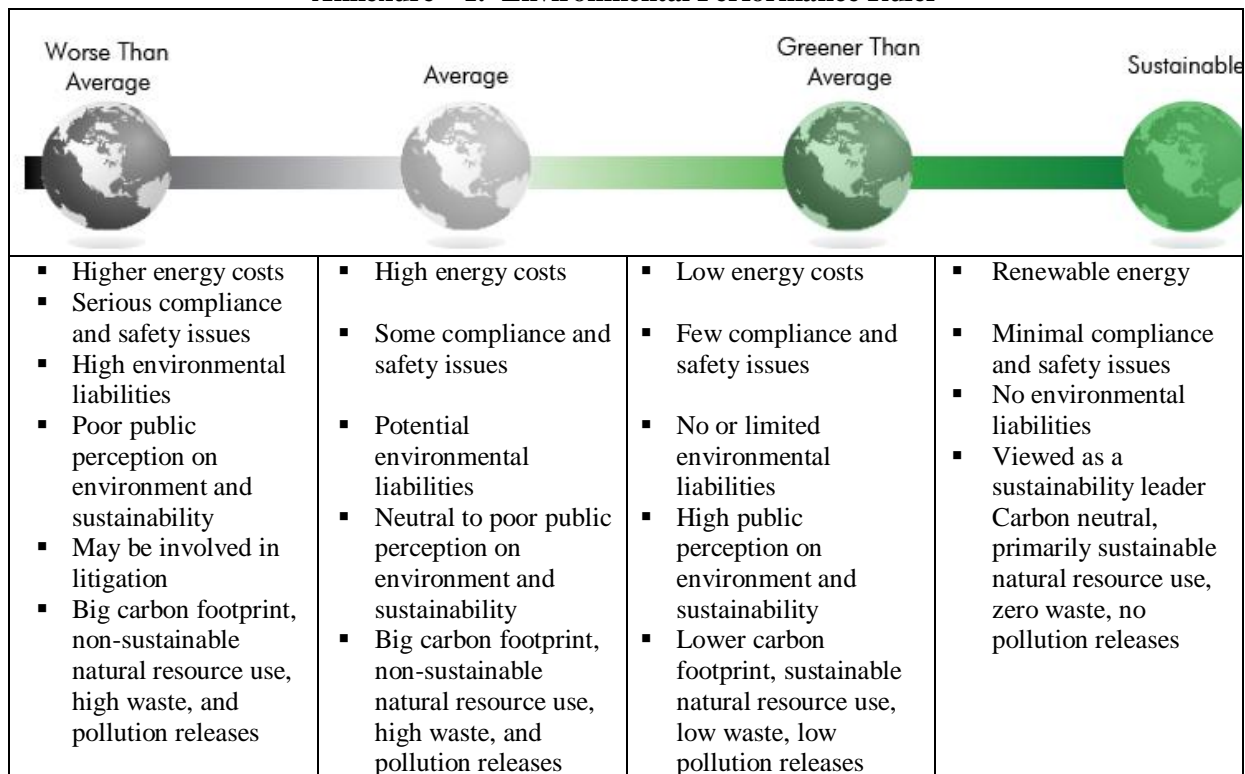 Worse Than
Average
Average
Greener Than
Average
Sustainable
▪ Higher energy costs
▪ Serious compliance
and safety issues
▪ High environmental
liabilities
▪ Poor public
perception on
environment and
sustainability
▪ May be involved in
litigation
▪ Big carbon footprint,
non-sustainable
natural resource use,
high waste, and
pollution releases
▪ High energy costs
▪ Some compliance and
safety issues
▪ Potential
environmental
liabilities
▪ Neutral to poor public
perception on
environment and
sustainability
▪ Big carbon footprint,
non-sustainable
natural resource use,
high waste, and
pollution releases
▪ Low energy costs
▪ Few compliance and
safety issues
▪ No or limited
environmental
liabilities
▪ High public
perception on
environment and
sustainability
▪ Lower carbon
footprint, sustainable
natural resource use,
low waste, low
pollution releases
▪ Renewable energy
▪ Minimal compliance
and safety issues
▪ No environmental
liabilities
▪ Viewed as a
sustainability leader
Carbon neutral,
primarily sustainable
natural resource use,
zero waste, no
pollution releases